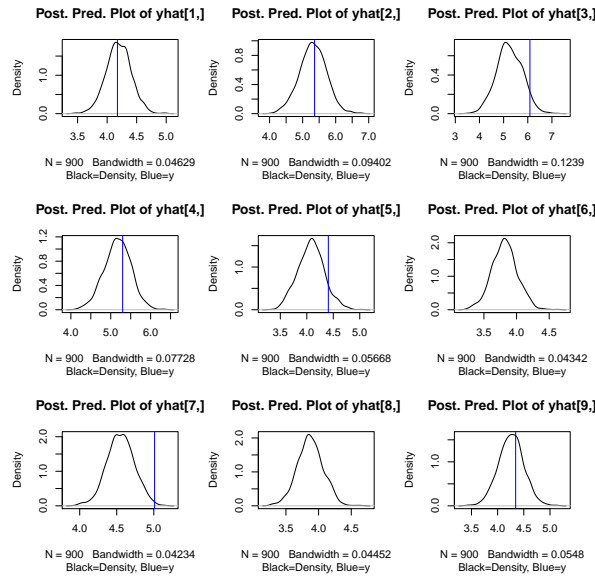 Post. Pred. Plot of yhat[1,]
Density
0.0 1.0
3.5 4.0 4.5 5.0
N = 900 Bandwidth = 0.04629
Black=Density, Blue=y
Post. Pred. Plot of yhat[2,]
Density
0.0 0.4 0.8
4.0 5.0 6.0 7.0
N = 900 Bandwidth = 0.09402
Black=Density, Blue=y
Post. Pred. Plot of yhat[3,]
Density
0.0 0.4
3 4 5 6 7
N = 900 Bandwidth = 0.1239
Black=Density, Blue=y
Post. Pred. Plot of yhat[4,]
Density
0.0 0.4 0.8 1.2
4.0 5.0 6.0
N = 900 Bandwidth = 0.07728
Black=Density, Blue=y
Post. Pred. Plot of yhat[5,]
Density
0.0 1.0
3.5 4.0 4.5 5.0
N = 900 Bandwidth = 0.05668
Black=Density, Blue=y
Post. Pred. Plot of yhat[6,]
Density
0.0 1.0 2.0
3.5 4.0 4.5
N = 900 Bandwidth = 0.04342
Black=Density, Blue=y
Post. Pred. Plot of yhat[7,]
Density
0.0 1.0 2.0
4.0 4.5 5.0
N = 900 Bandwidth = 0.04234
Black=Density, Blue=y
Post. Pred. Plot of yhat[8,]
Density
0.0 1.0 2.0
3.5 4.0 4.5
N = 900 Bandwidth = 0.04452
Black=Density, Blue=y
Post. Pred. Plot of yhat[9,]
Density
0.0 1.0
3.5 4.0 4.5 5.0
N = 900 Bandwidth = 0.0548
Black=Density, Blue=y